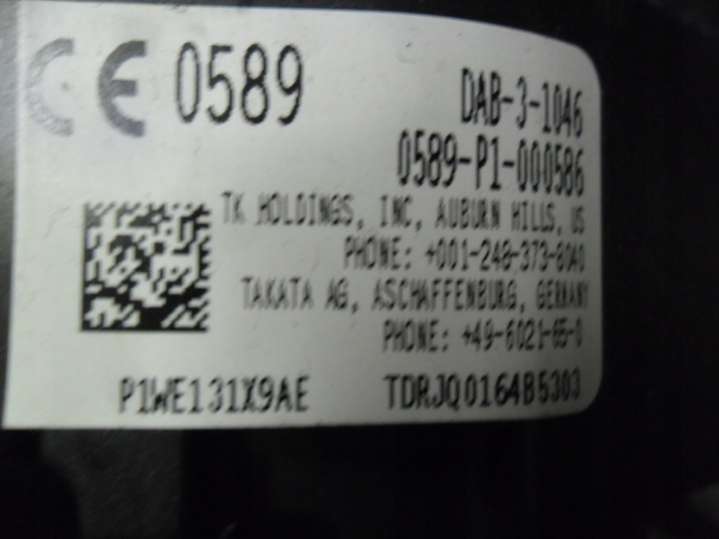 CE 0589
DAB-3-1046
0589-P1-000586
TK HOLDINGS, INC, AUBURN HILLS, US
PHONE: +001-248-373-8040
TAKATA AG, ASCHAFFENBURG, GERMANY
PHONE: +49-6021-65-0
P1WE131X9AE
TDRJQ0164B5303